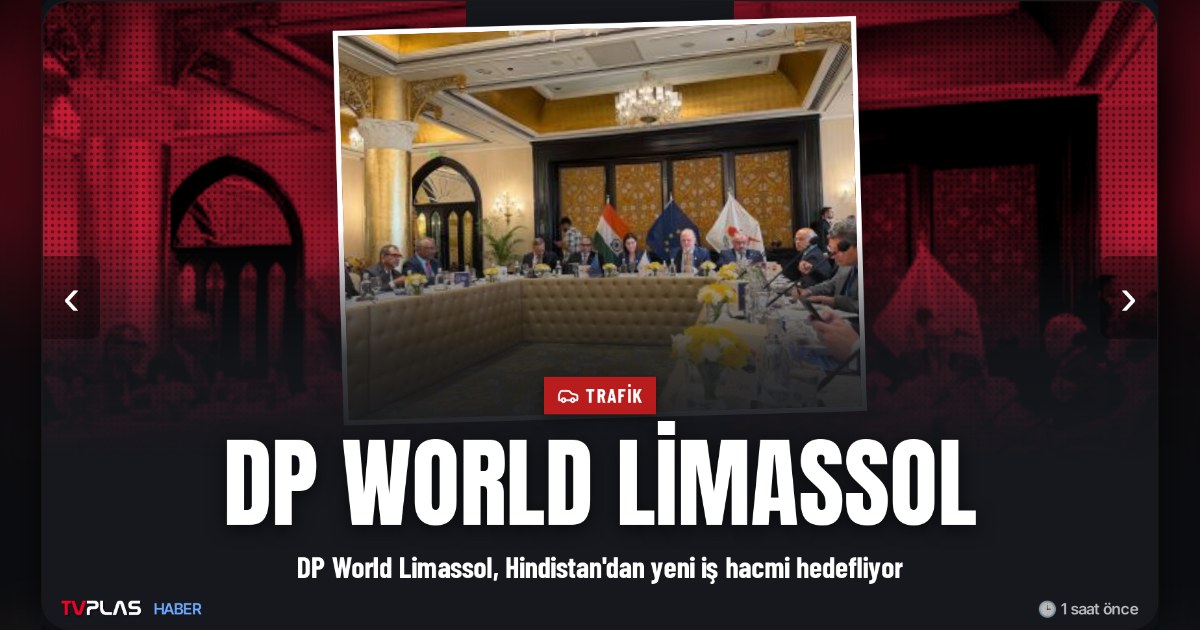 TRAFİK
DP WORLD LİMASSOL
DP World Limassol, Hindistan'dan yeni iş hacmi hedefliyor
TVPLAS HABER
1 saat önce